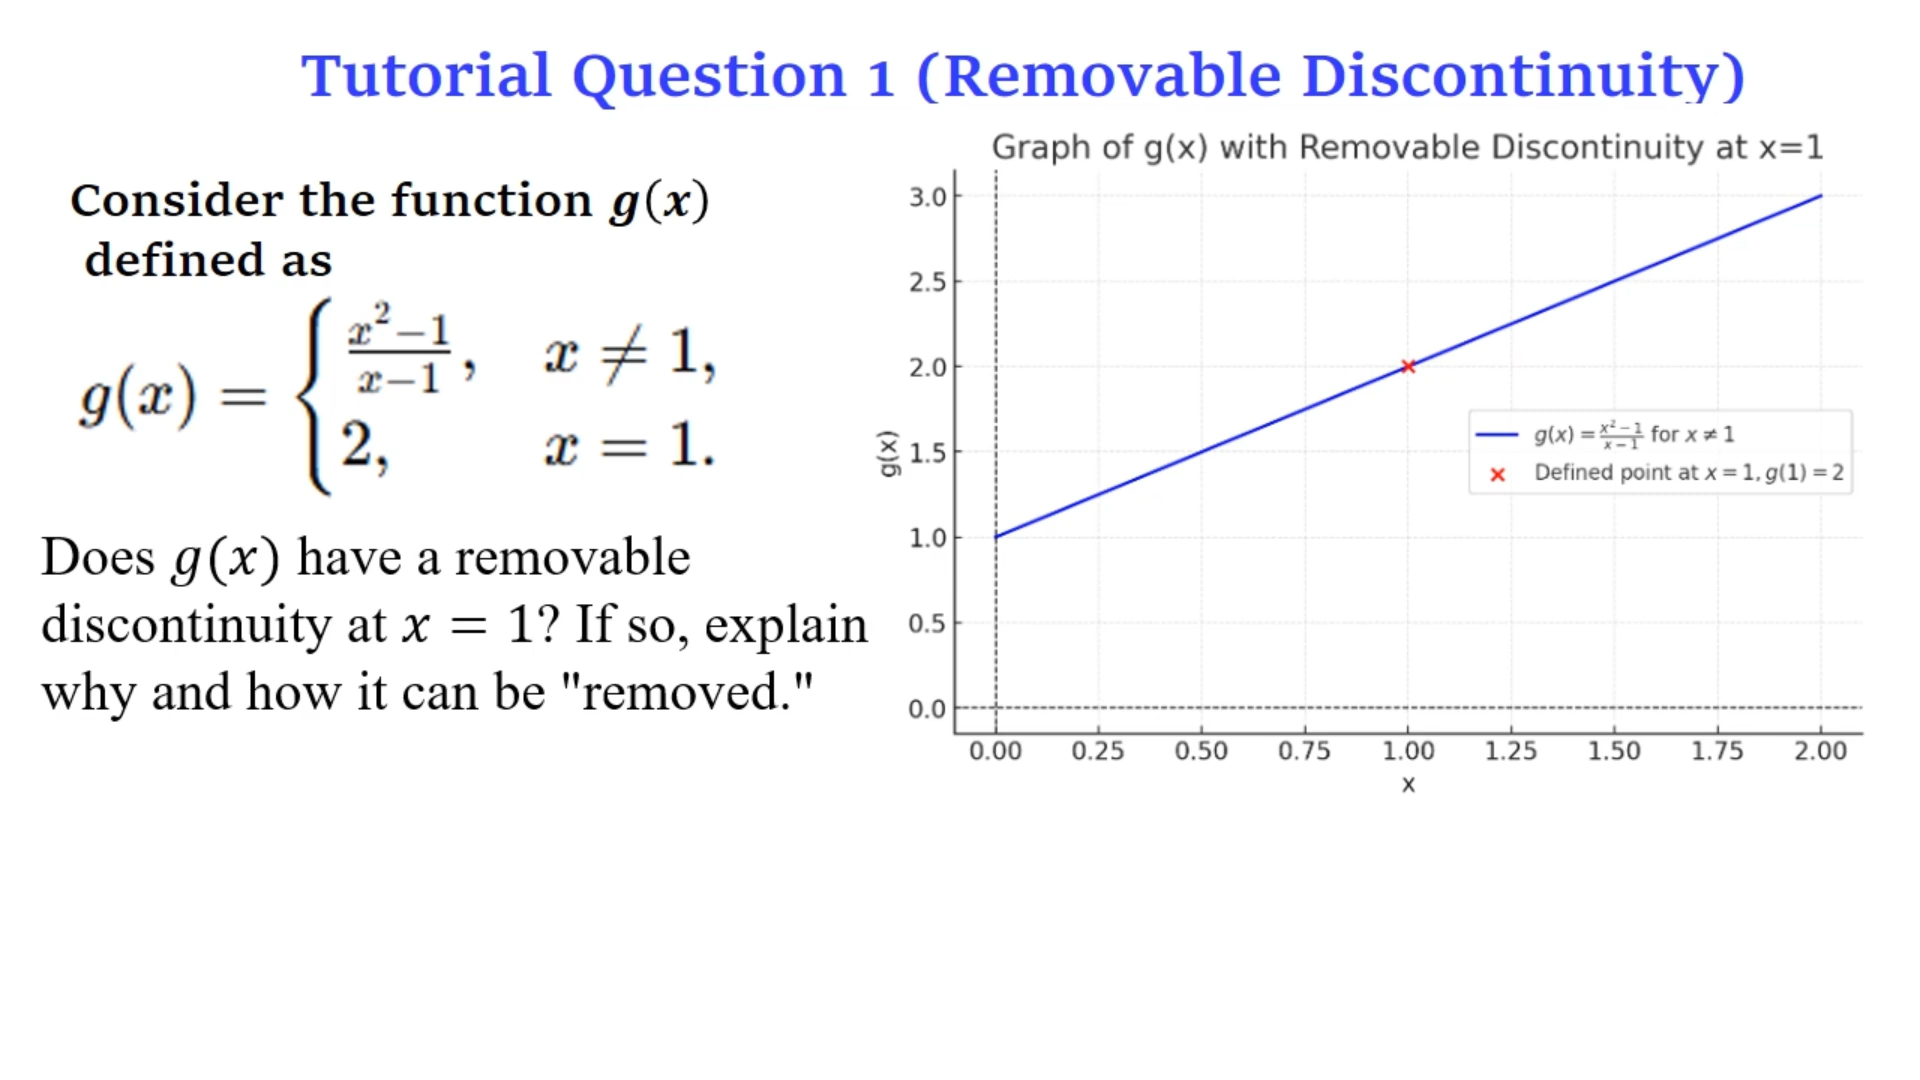 Tutorial Question 1 (Removable Discontinuity)
Consider the function g(x)
defined as
g(x) = { (x² − 1)/(x − 1), x ≠ 1,
2, x = 1.
Does g(x) have a removable
discontinuity at x = 1? If so, explain
why and how it can be "removed."
Graph of g(x) with Removable Discontinuity at x=1
3.0
2.5
2.0
1.5
1.0
0.5
0.0
g(x)
g(x) = (x² − 1)/(x − 1) for x ≠ 1
Defined point at x = 1, g(1) = 2
0.00 0.25 0.50 0.75 1.00 1.25 1.50 1.75 2.00
x